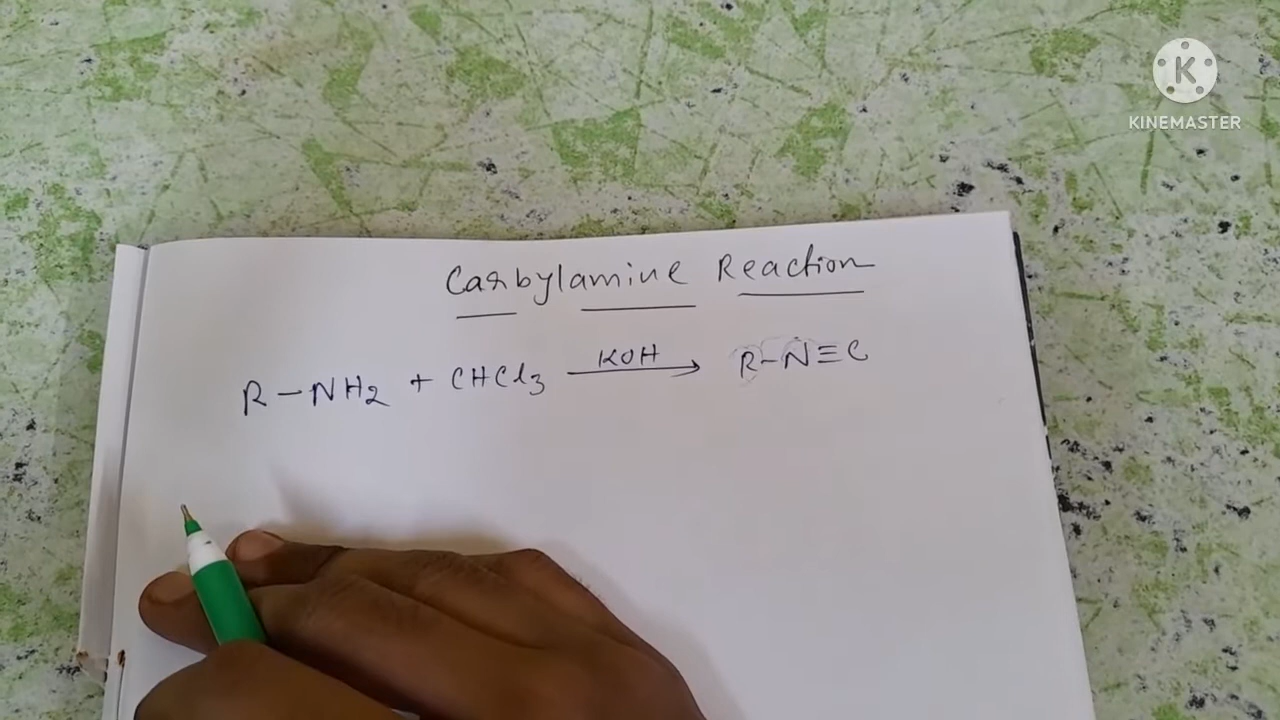 KINEMASTER
Carbylamine Reaction
R-NH2 + CHCl3 KOH → R-N≡C